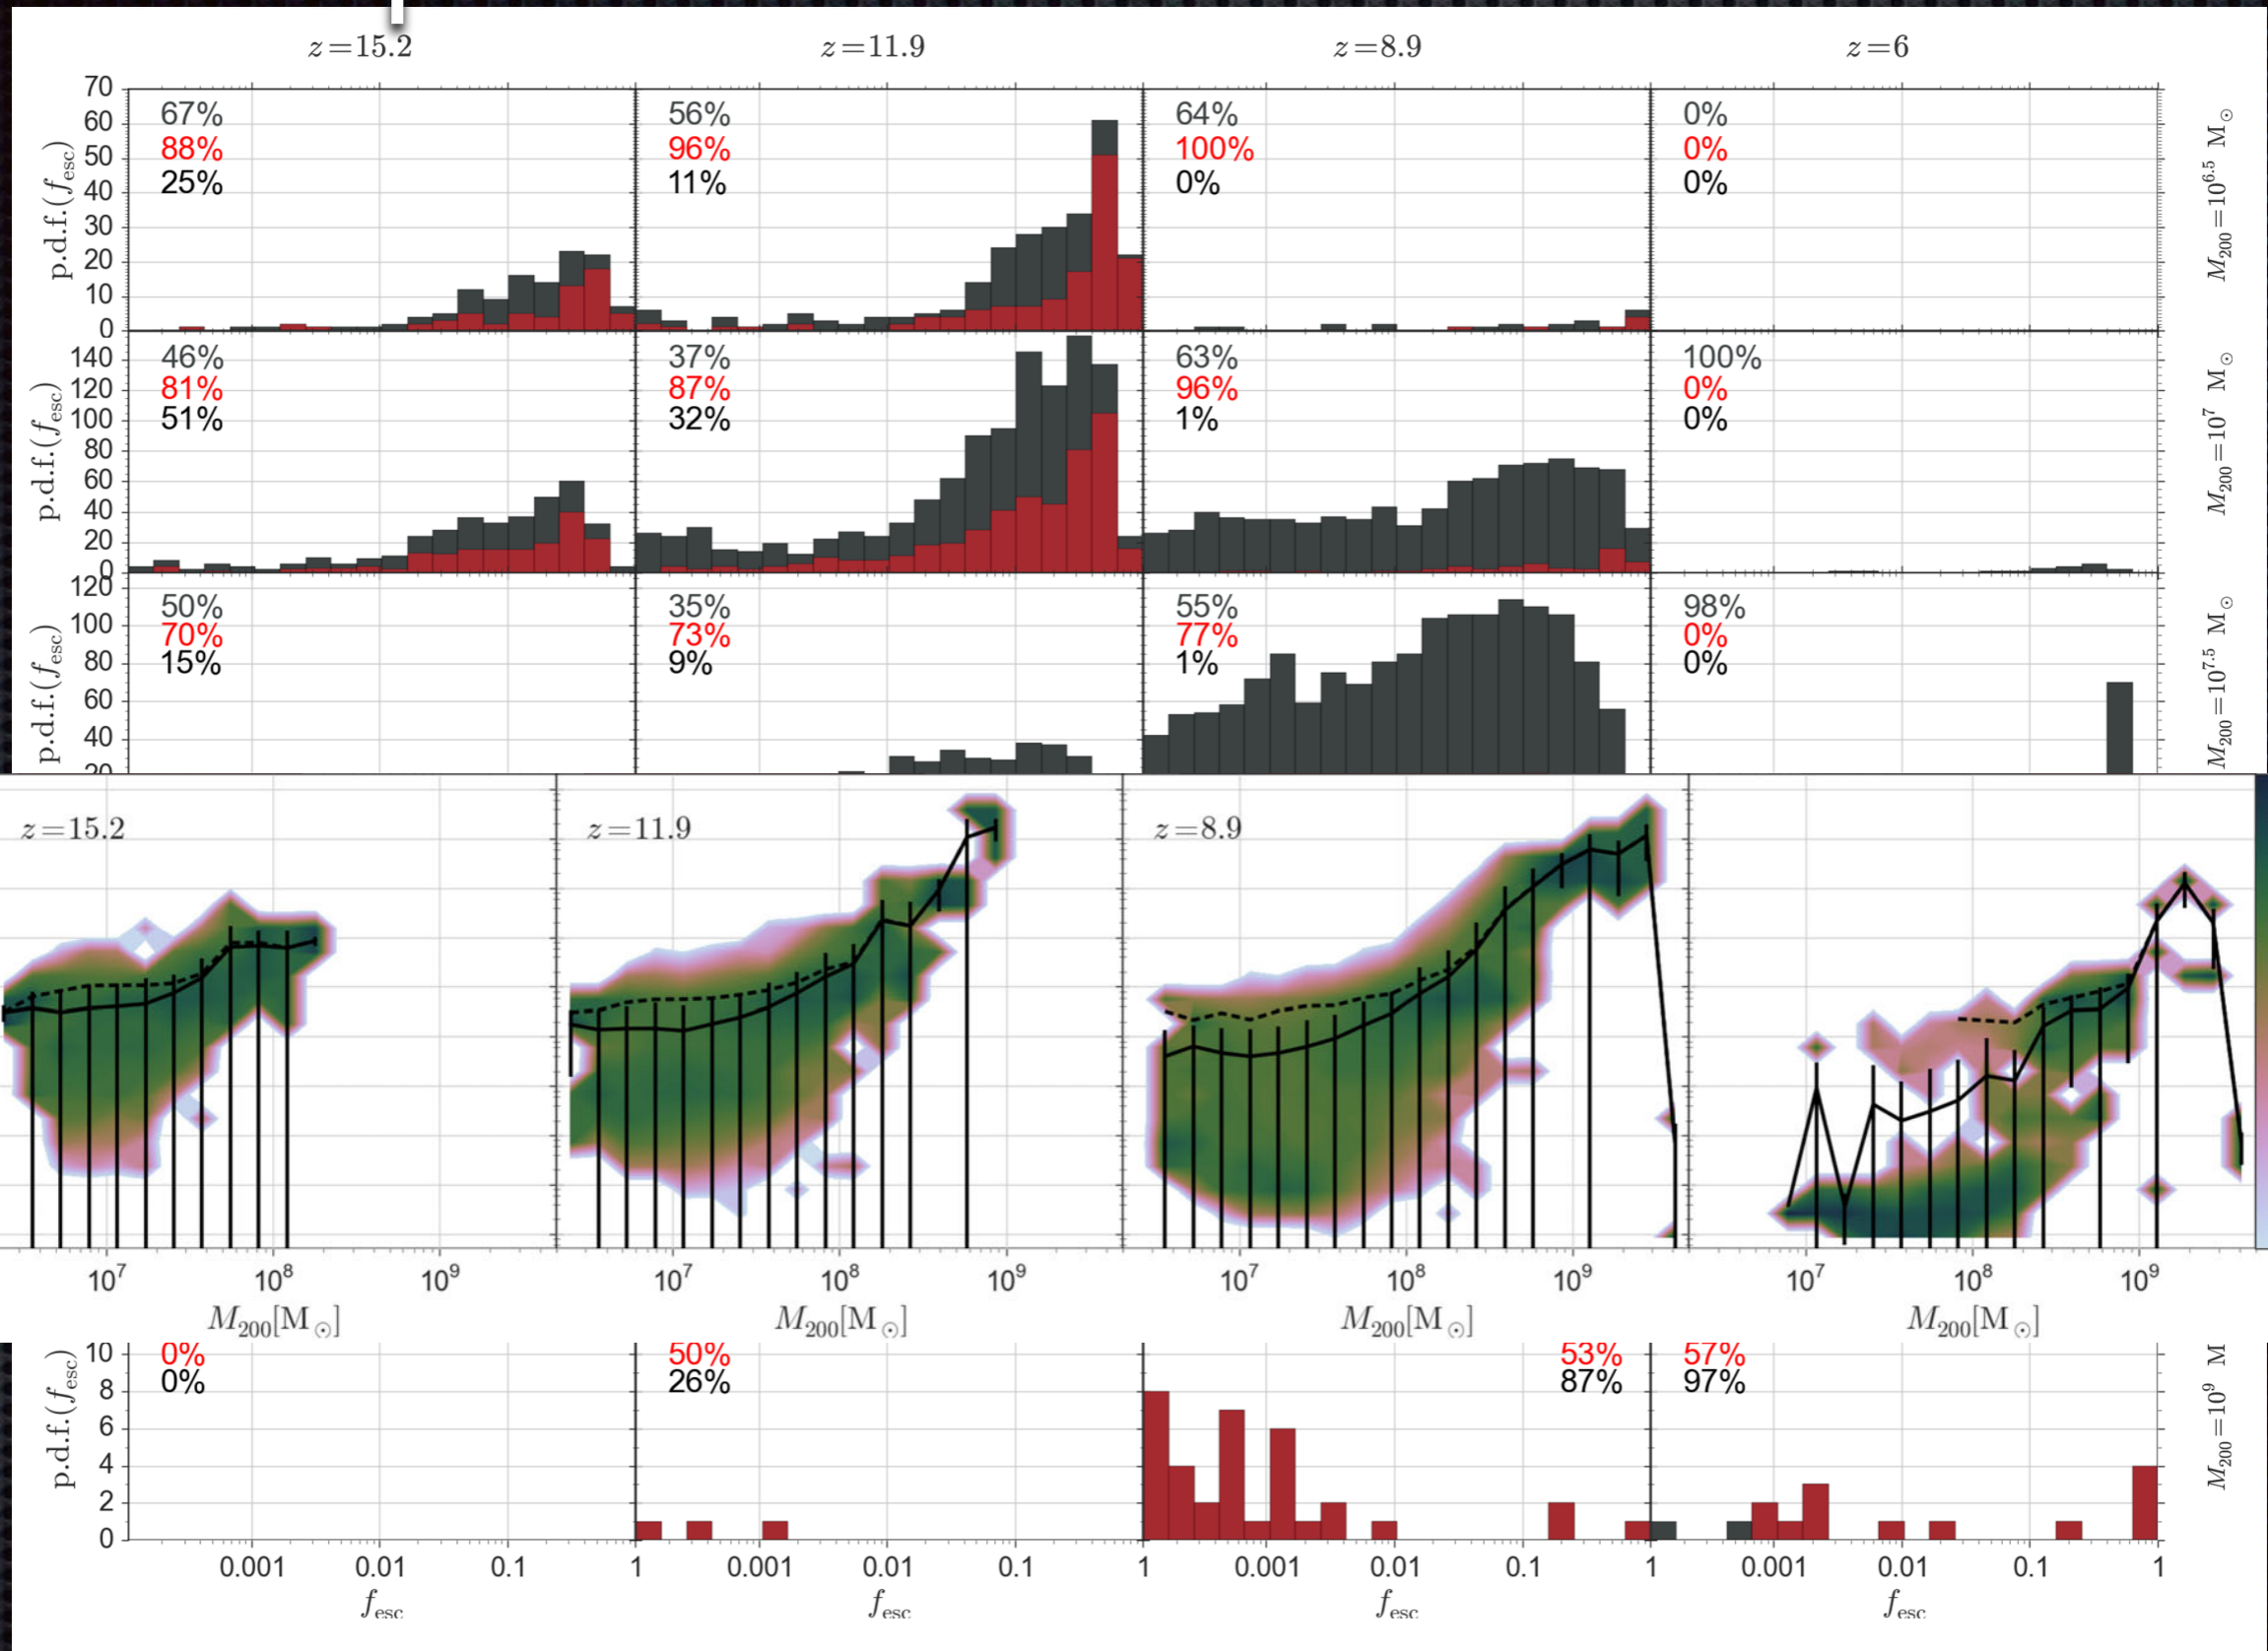 z=15.2 z=11.9 z=8.9 z=6
70 67% 56% 64% 0%
60 88% 96% 100% 0%
50 25% 11% 0% 0%
40
30
20
10
0
p.d.f.(f_esc)
M_200=10^6.5 M_⊙
140 46% 37% 63% 100%
120 81% 87% 96% 0%
100 51% 32% 1% 0%
80
60
40
20
0
p.d.f.(f_esc)
M_200=10^7 M_⊙
120 50% 35% 55% 98%
100 70% 73% 77% 0%
80 15% 9% 1% 0%
60
40
20
p.d.f.(f_esc)
M_200=10^7.5 M_⊙
z=15.2 z=11.9 z=8.9
10^7 10^8 10^9 10^7 10^8 10^9 10^7 10^8 10^9 10^7 10^8 10^9
M_200[M_⊙] M_200[M_⊙] M_200[M_⊙] M_200[M_⊙]
10 0% 50% 53% 57%
8 0% 26% 87% 97%
6
4
2
0
p.d.f.(f_esc)
M_200=10^9 M
0.001 0.01 0.1 1 0.001 0.01 0.1 1 0.001 0.01 0.1 1 0.001 0.01 0.1 1
f_esc f_esc f_esc f_esc